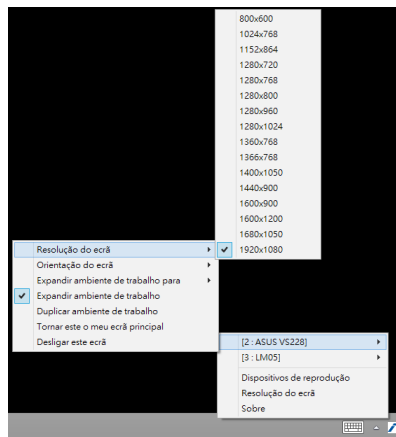 800x600
1024x768
1152x864
1280x720
1280x768
1280x800
1280x960
1280x1024
1360x768
1366x768
1400x1050
1440x900
1600x900
1600x1200
1680x1050
1920x1080
Resolução do ecrã
Orientação do ecrã
Expandir ambiente de trabalho para
Expandir ambiente de trabalho
Duplicar ambiente de trabalho
Tornar este o meu ecrã principal
Desligar este ecrã
[2 : ASUS VS228]
[3 : LM05]
Dispositivos de reprodução
Resolução do ecrã
Sobre